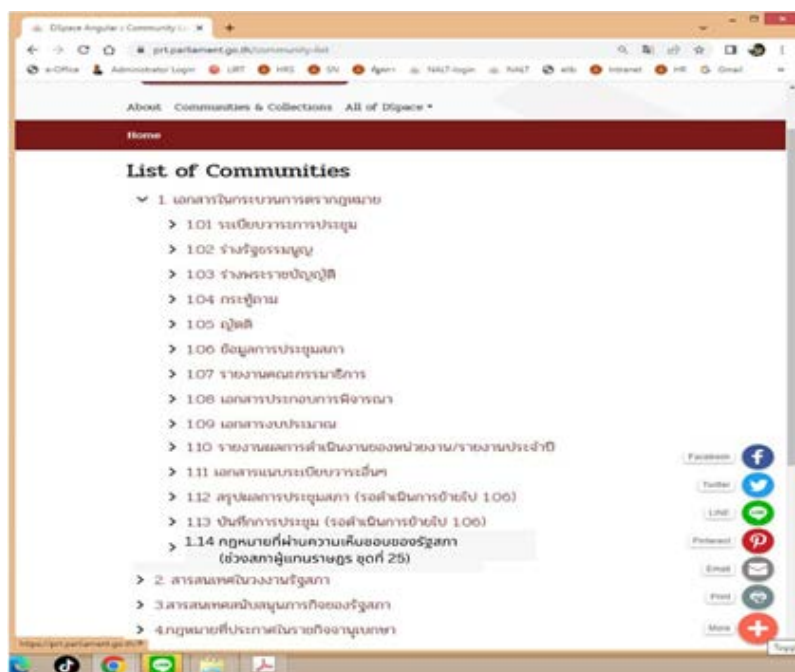 DSpace Angular :: Community Li
prt.parliament.go.th/community-list
e-Office Administrator Login LIRT HRS SIV NALT-login NALT Intranet HR Gmail
About Communities & Collections All of DSpace
Home
List of Communities
1. เอกสารในกระบวนการตรากฎหมาย
1.01 ระเบียบวาระการประชุม
1.02 ร่างรัฐธรรมนูญ
1.03 ร่างพระราชบัญญัติ
1.04 กระทู้ถาม
1.05 ญัตติ
1.06 ข้อมูลการประชุมสภา
1.07 รายงานคณะกรรมาธิการ
1.08 เอกสารประกอบการพิจารณา
1.09 เอกสารงบประมาณ
1.10 รายงานผลการดำเนินงานของหน่วยงาน/รายงานประจำปี
1.11 เอกสารแนบระเบียบวาระอื่นๆ
1.12 สรุปผลการประชุมสภา (รอดำเนินการย้ายไป 1.06)
1.13 บันทึกการประชุม (รอดำเนินการย้ายไป 1.06)
1.14 กฎหมายที่ผ่านความเห็นชอบของรัฐสภา
(ช่วงสภาผู้แทนราษฎร ชุดที่ 25)
2. สารสนเทศในวงงานรัฐสภา
3.สารสนเทศสนับสนุนภารกิจของรัฐสภา
4.กฎหมายที่ประกาศในราชกิจจานุเบกษา
Facebook
Twitter
LINE
Pinterest
Email
Print
More
https://prt.parliament.go.th/#
Togg